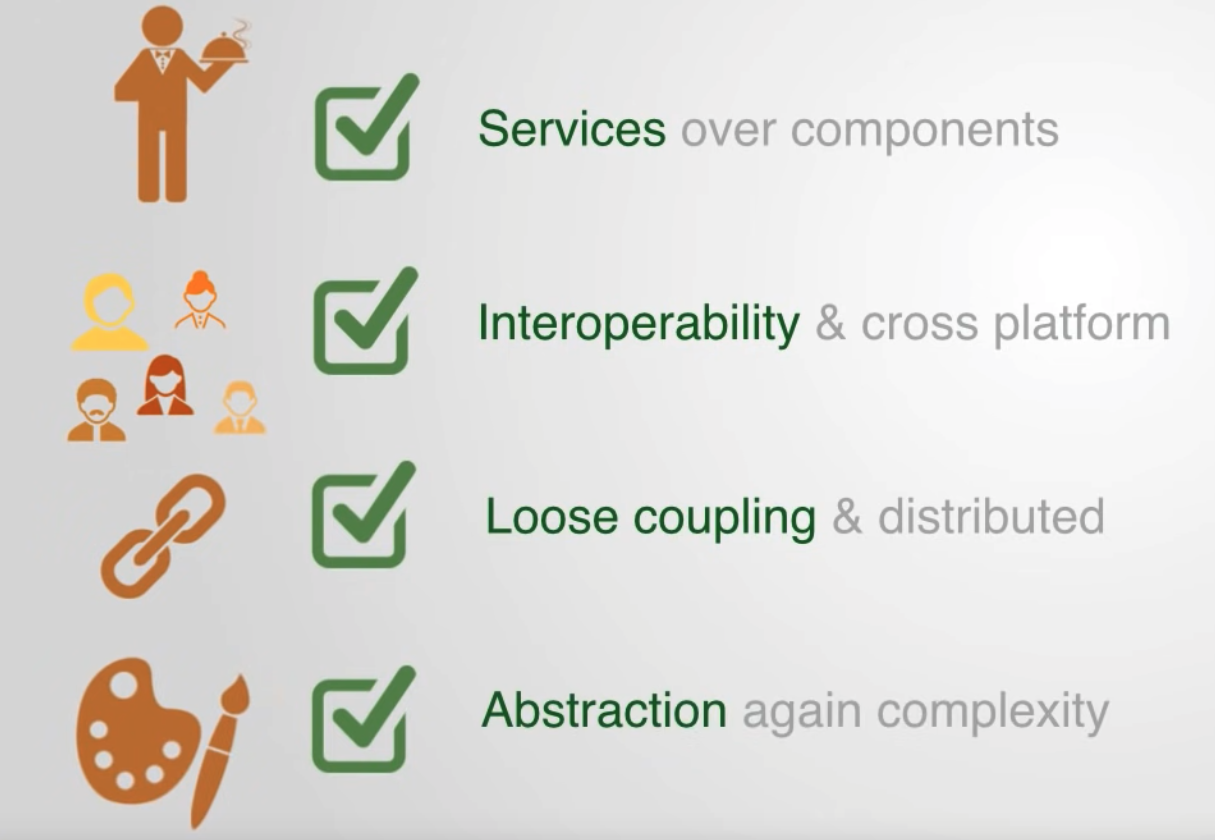 Services over components
Interoperability & cross platform
Loose coupling & distributed
Abstraction again complexity